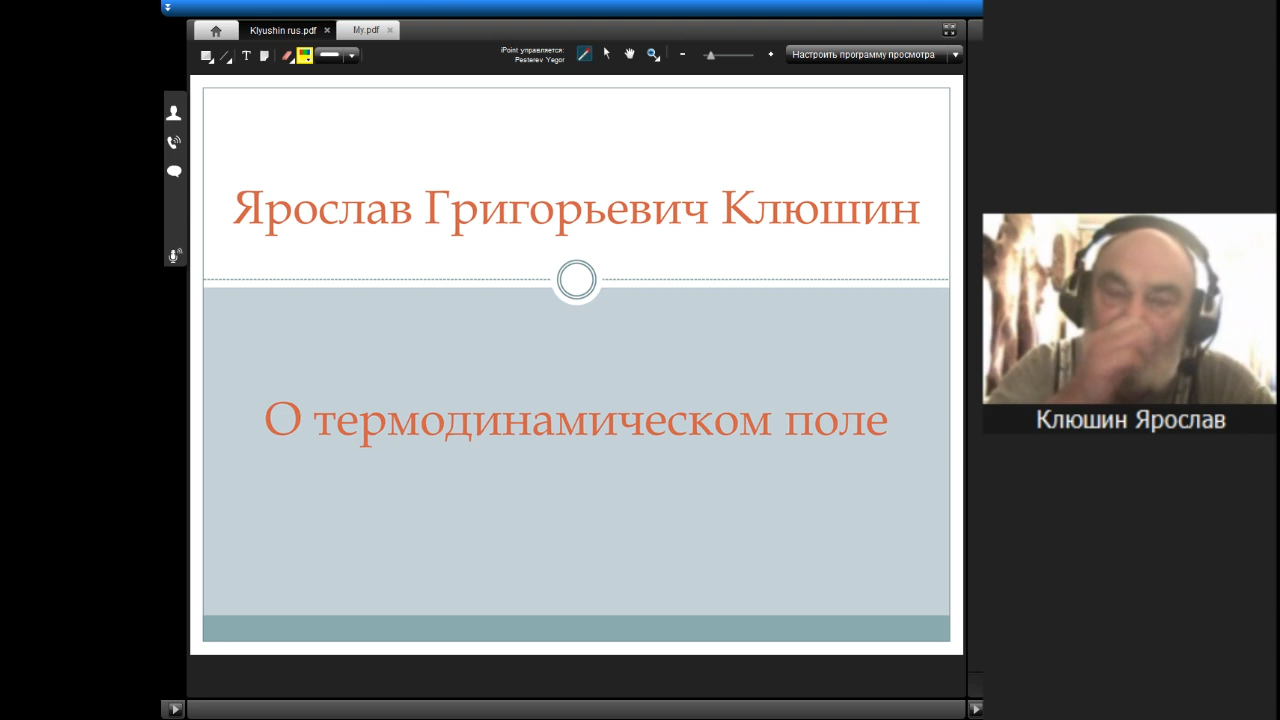 Klyushin rus.pdf
My.pdf
iPoint управляется:
Pesterev Yegor
Настроить программу просмотра
Ярослав Григорьевич Клюшин
О термодинамическом поле
Клюшин Ярослав